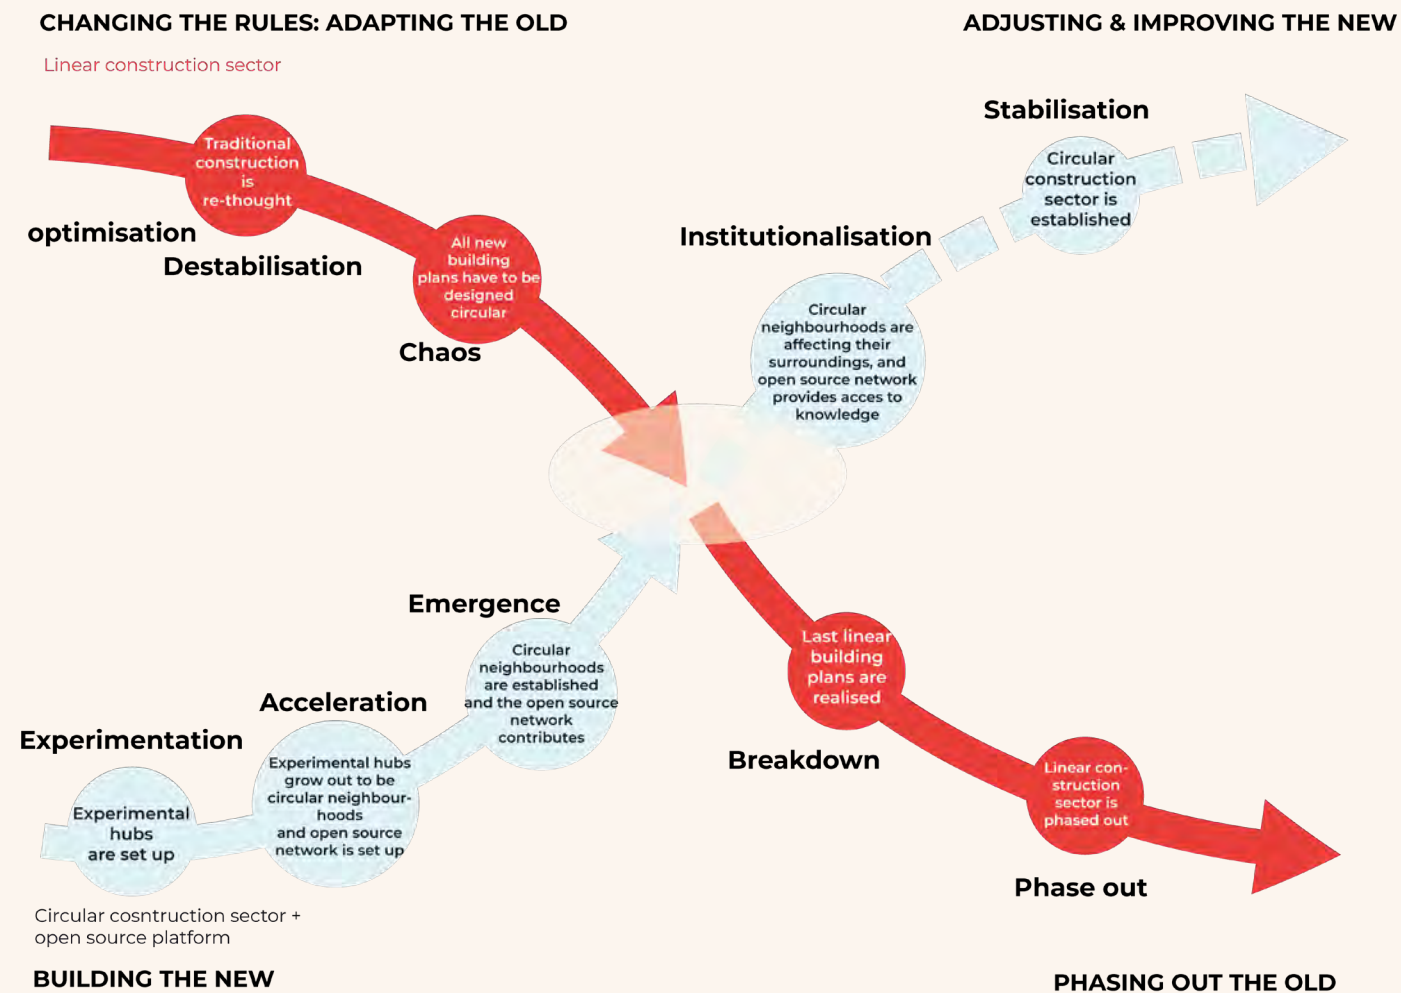 CHANGING THE RULES: ADAPTING THE OLD
Linear construction sector
Traditional
construction
is
re-thought
optimisation
Destabilisation
All new
building
plans have to be
designed
circular
Chaos
ADJUSTING & IMPROVING THE NEW
Stabilisation
Circular
construction
sector is
established
Institutionalisation
Circular
neighbourhoods are
affecting their
surroundings, and
open source network
provides acces to
knowledge
Emergence
Circular
neighbourhoods
are established
and the open source
network
contributes
Acceleration
Experimental hubs
grow out to be
circular neighbour-
hoods
and open source
network is set up
Experimentation
Experimental
hubs
are set up
Circular cosntruction sector +
open source platform
BUILDING THE NEW
Last linear
building
plans are
realised
Breakdown
Linear con-
struction
sector is
phased out
Phase out
PHASING OUT THE OLD